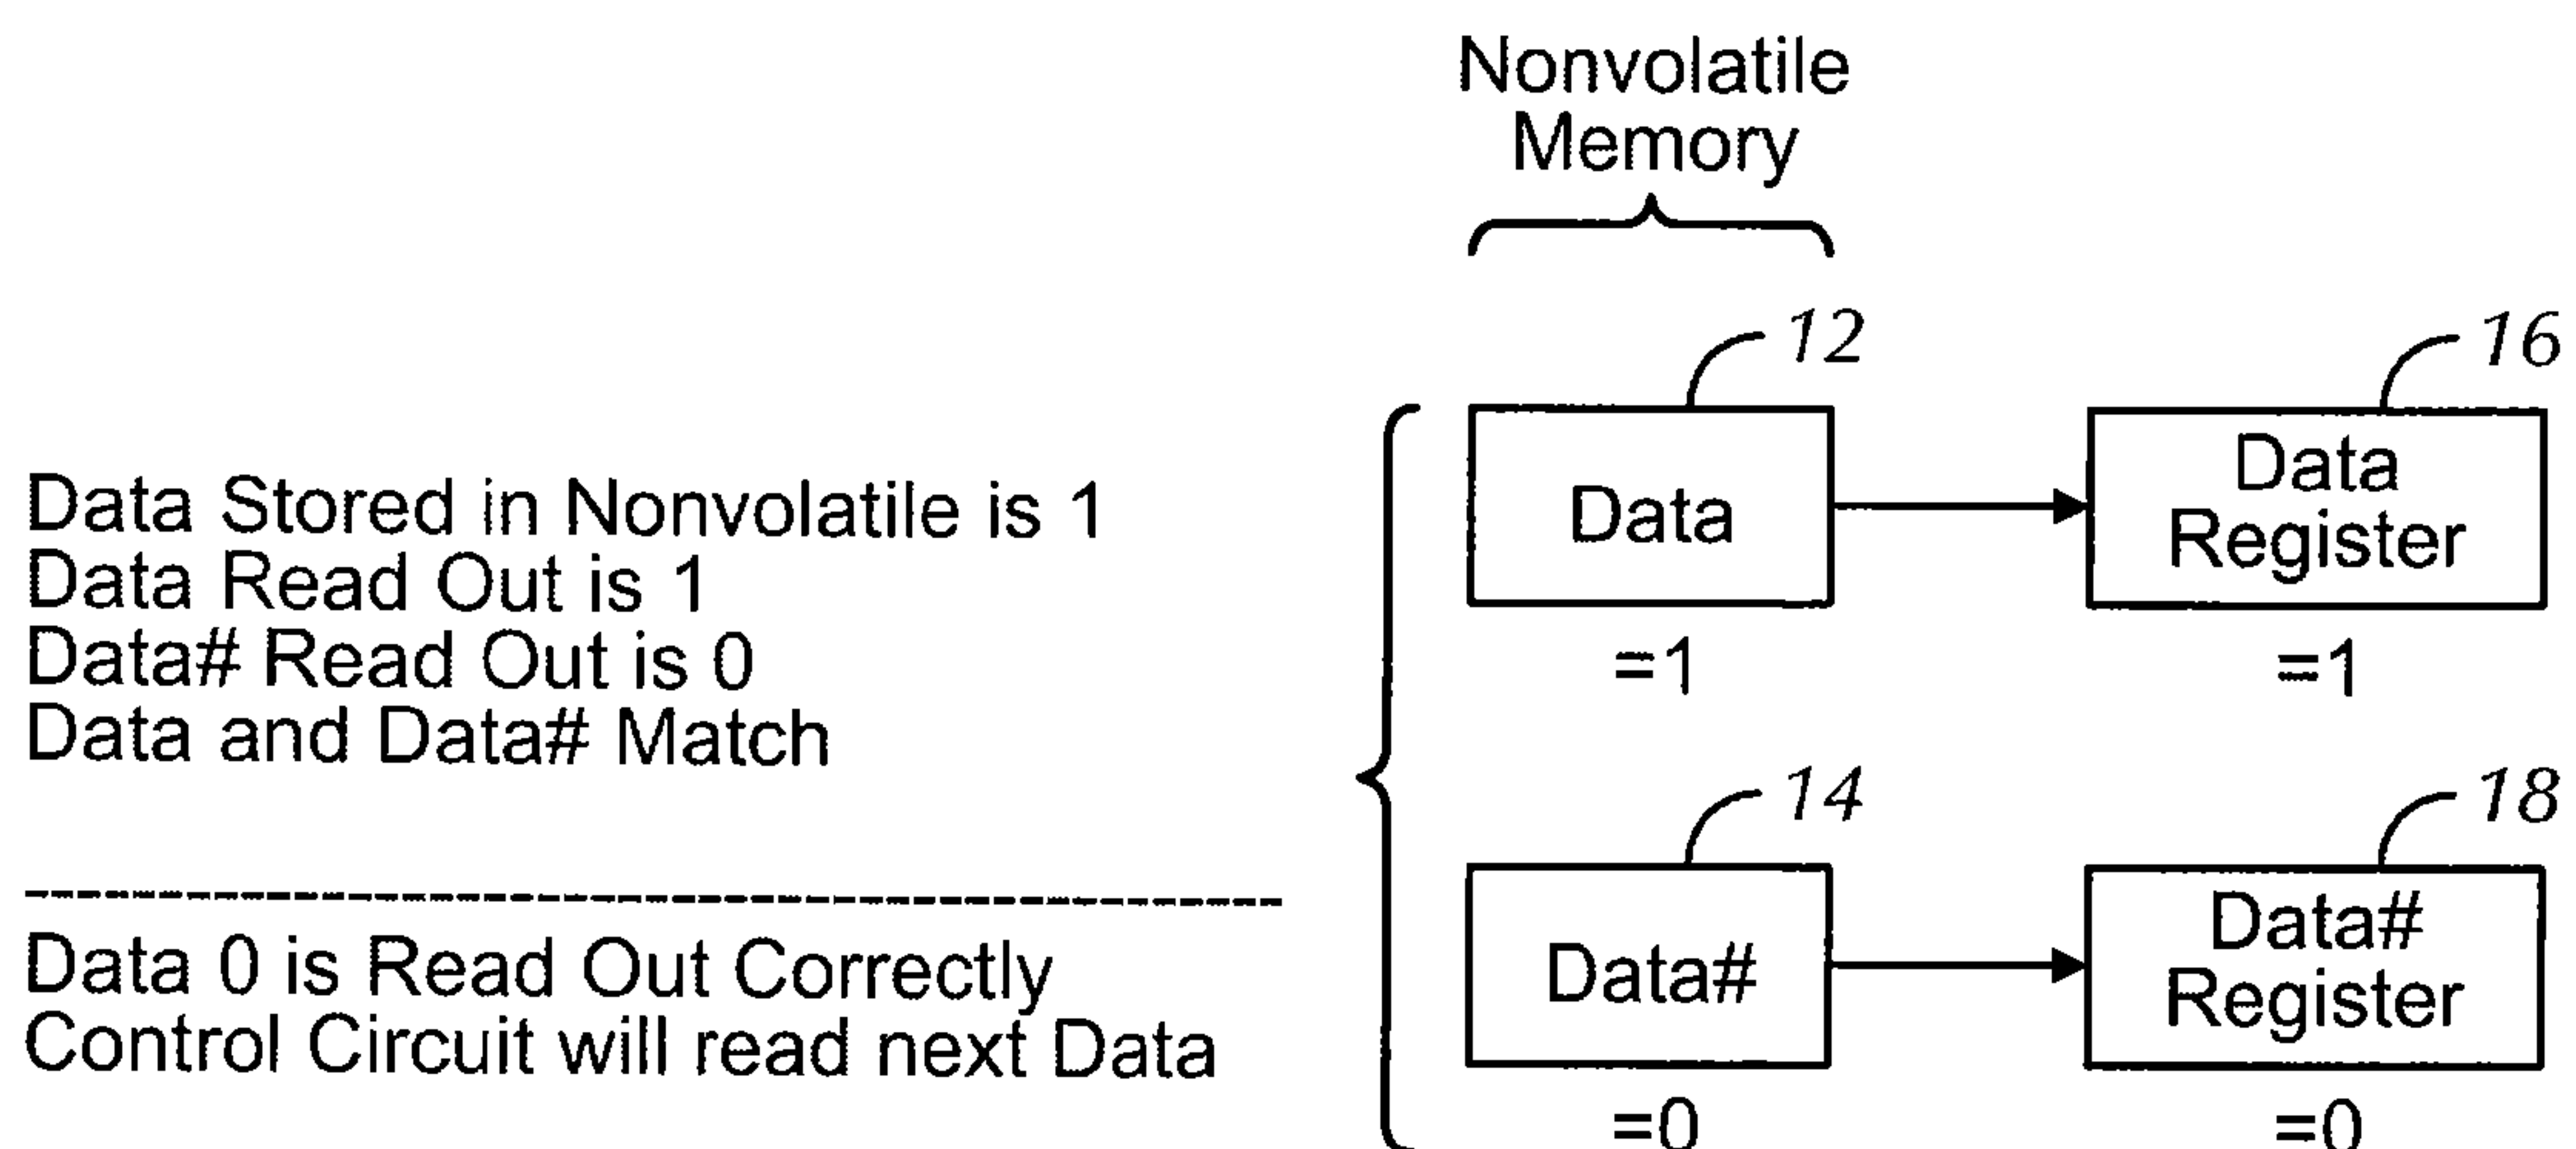 Nonvolatile
Memory
12
16
Data Stored in Nonvolatile is 1
Data Read Out is 1
Data# Read Out is 0
Data and Data# Match
Data
Data
Register
=1
=1
14
18
Data 0 is Read Out Correctly
Control Circuit will read next Data
Data#
Data#
Register
=0
=0